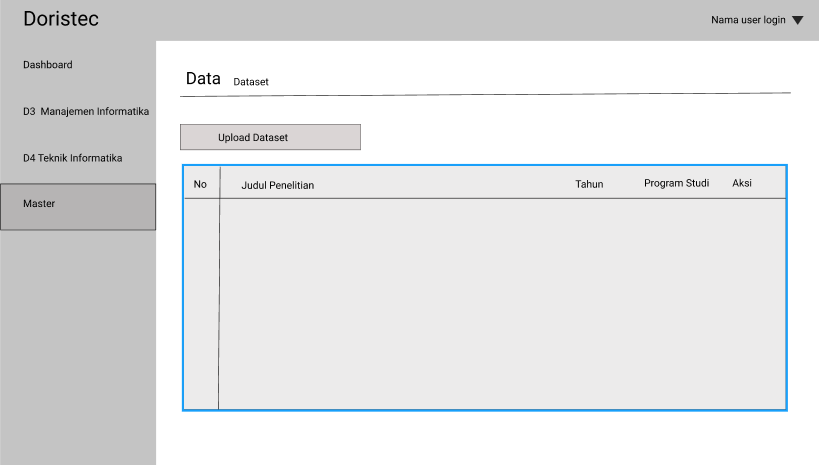 Doristec
Nama user login
Dashboard
D3 Manajemen Informatika
D4 Teknik Informatika
Master
Data Dataset
Upload Dataset
No Judul Penelitian Tahun Program Studi Aksi